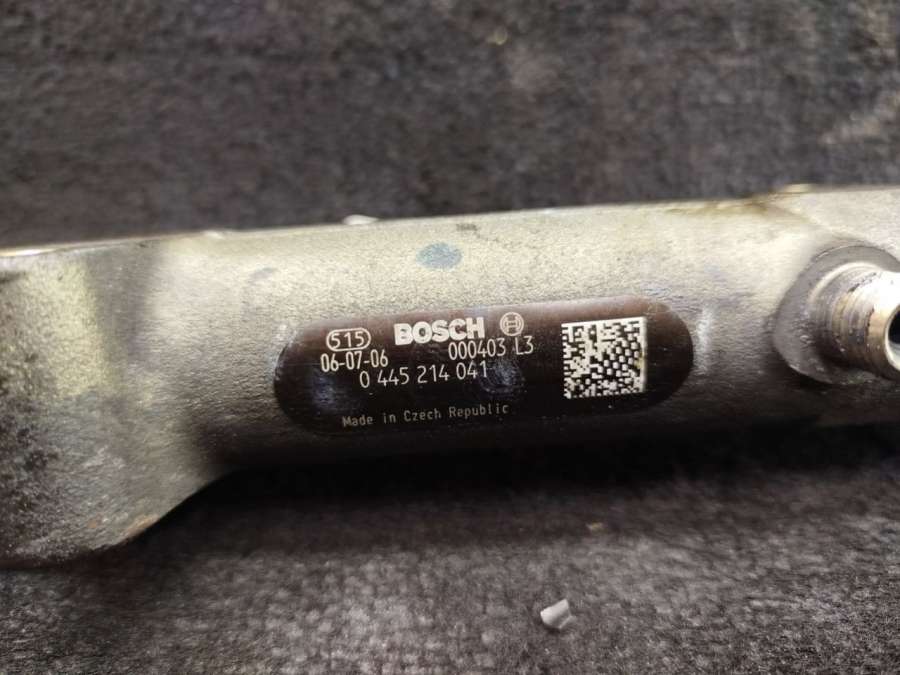 515 BOSCH
06-07-06 000403 L3
0 445 214 041
Made in Czech Republic